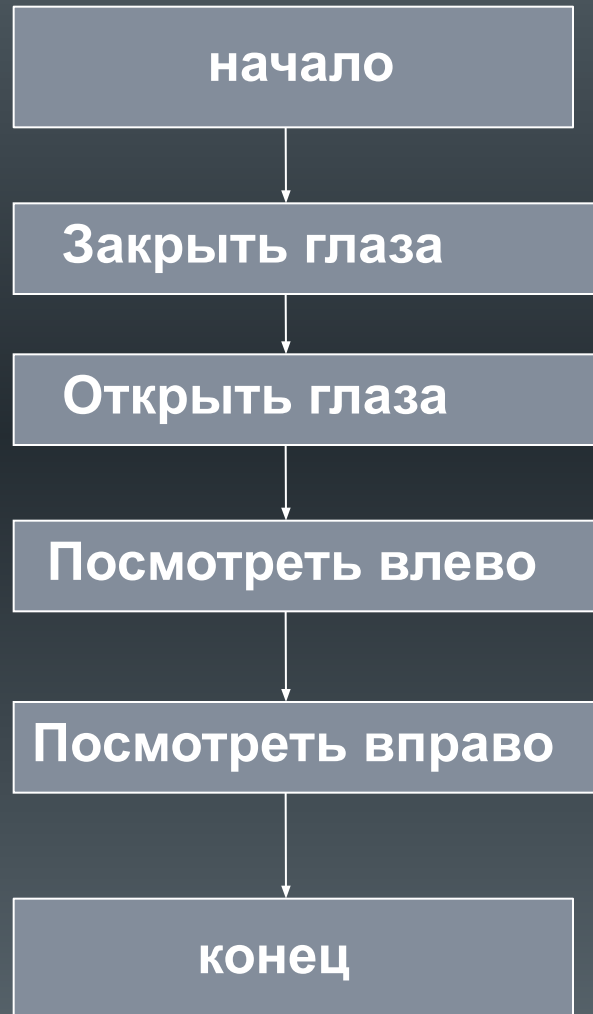 начало
Закрыть глаза
Открыть глаза
Посмотреть влево
Посмотреть вправо
конец